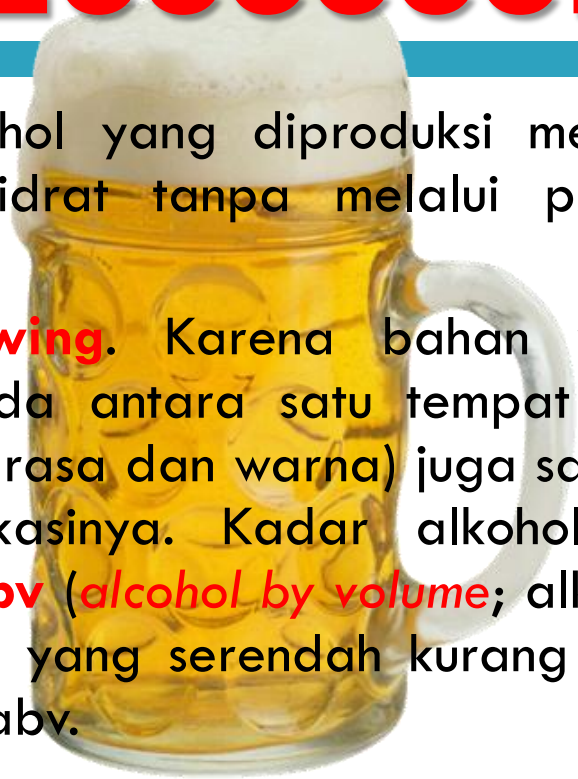 hol yang diproduksi me
idrat tanpa melalui p
wing. Karena bahan
da antara satu tempat
rasa dan warna) juga sa
kasinya. Kadar alkohol
bv (alcohol by volume; all
yang serendah kurang
abv.